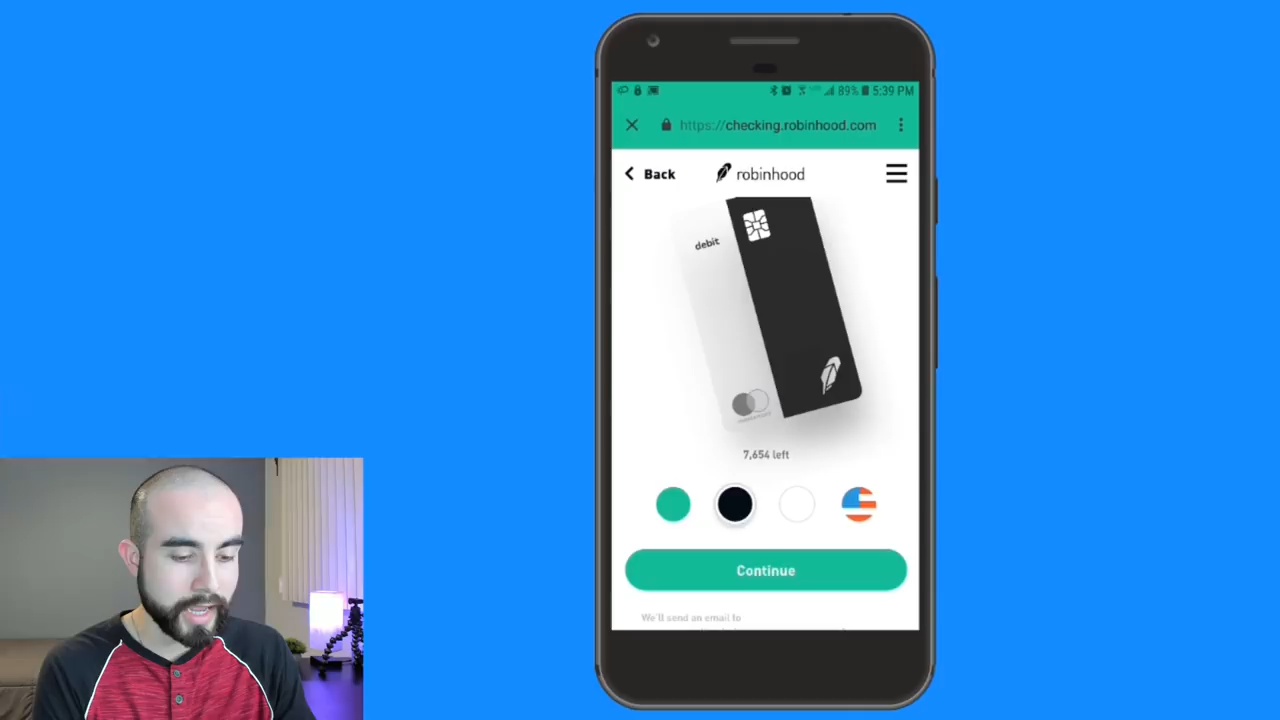 89% 5:39 PM
https://checking.robinhood.com
Back
robinhood
debit
7,654 left
Continue
We'll send an email to